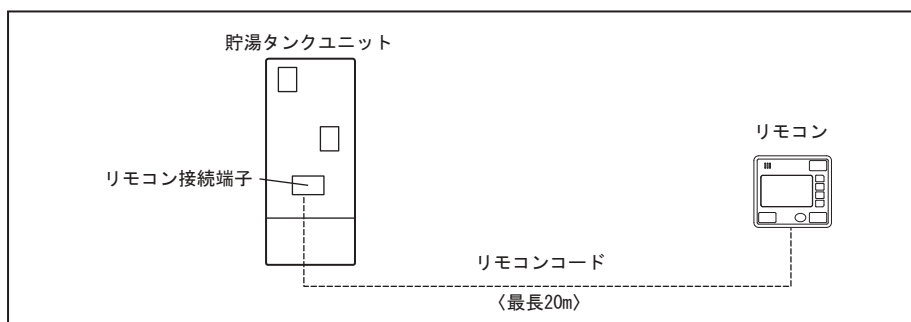 貯湯タンクユニット
リモコン
リモコン接続端子
リモコンコード
〈最長20m〉